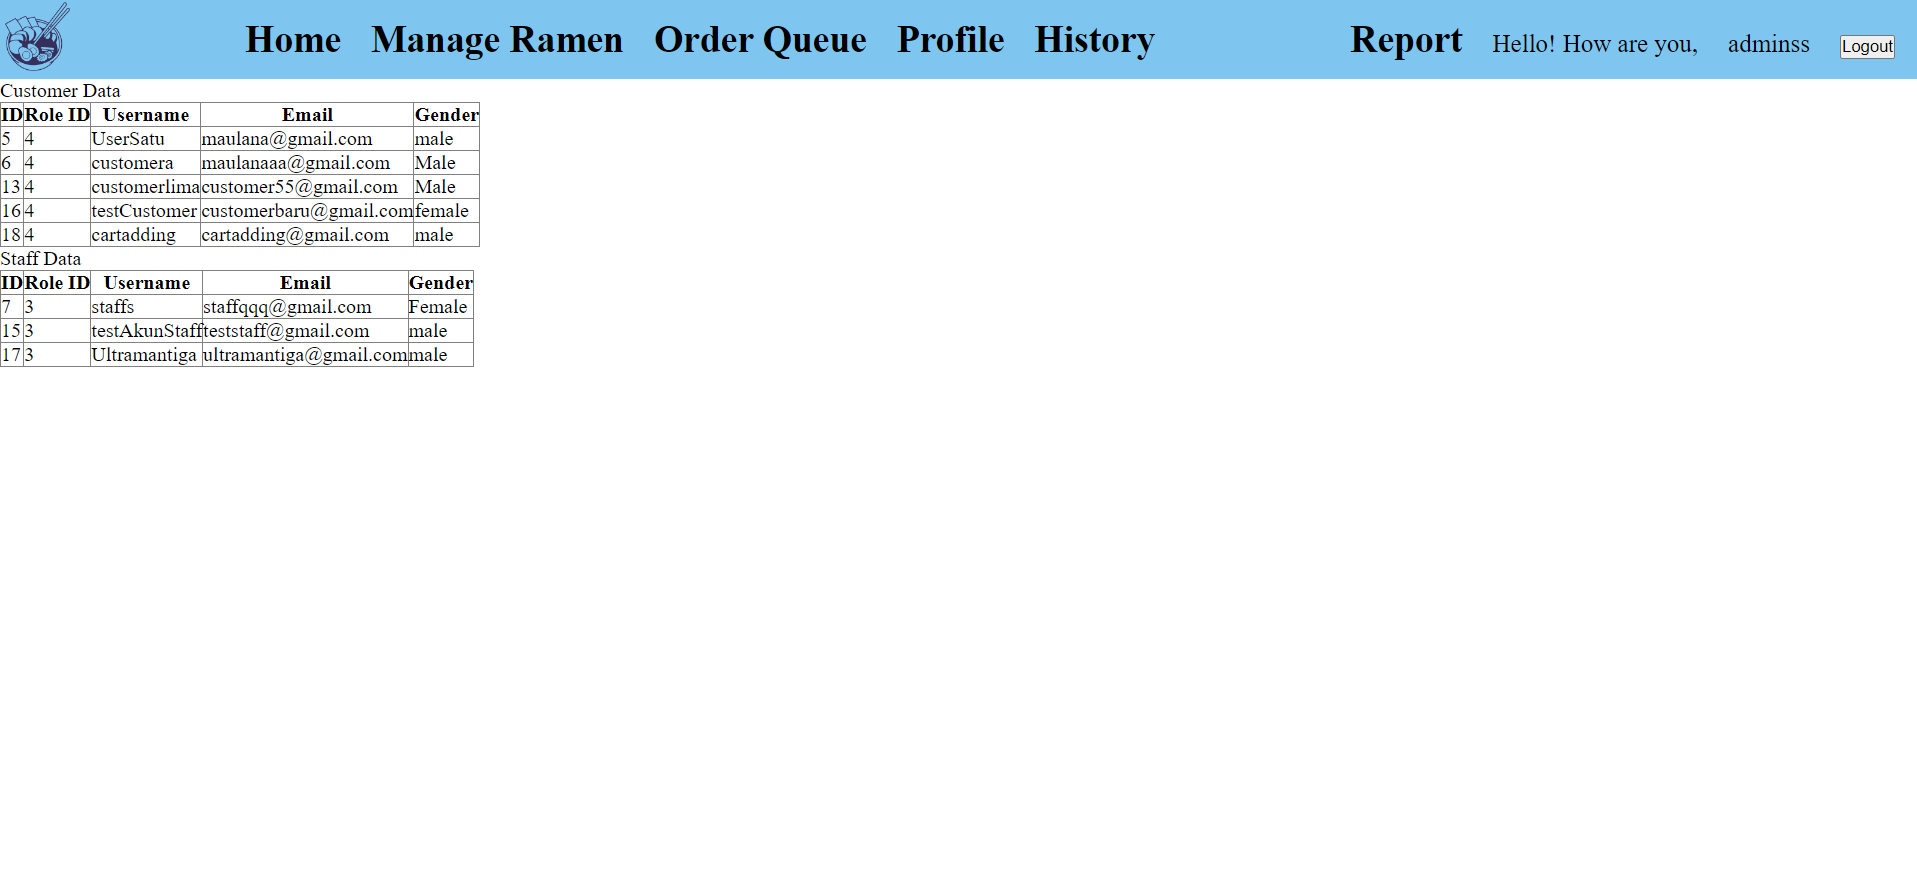 Home Manage Ramen Order Queue Profile History Report Hello! How are you, adminss Logout
Customer Data
ID Role ID Username Email Gender
5 4 UserSatu maulana@gmail.com male
6 4 customera maulanaaa@gmail.com Male
13 4 customerlima customer55@gmail.com Male
16 4 testCustomer customerbaru@gmail.com female
18 4 cartadding cartadding@gmail.com male
Staff Data
ID Role ID Username Email Gender
7 3 staffs staffqqq@gmail.com Female
15 3 testAkunStaff teststaff@gmail.com male
17 3 Ultramantiga ultramantiga@gmail.com male